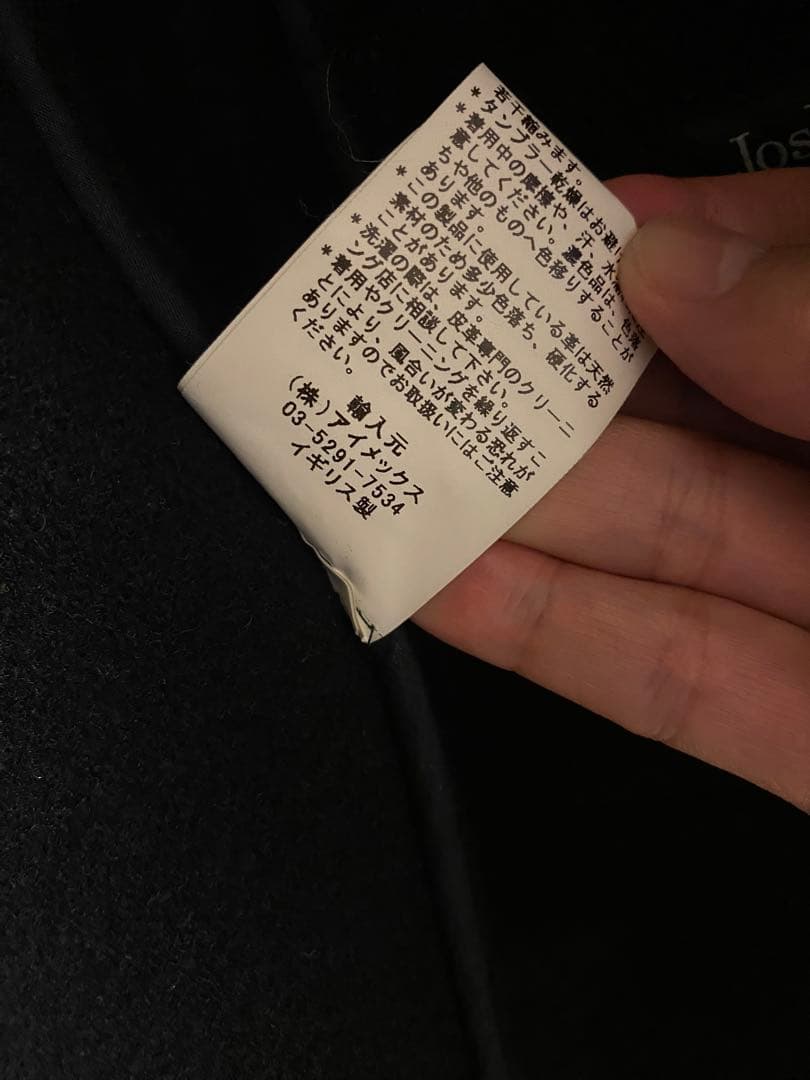 若干縮みます。
*タンブラー乾燥はお避
*着用中の摩擦や、汗、水
意してください。濃色品は、色落
ちや他のものへ色移りすることが
あります。
*この製品に使用している革は天然
素材のため多少色落ち、硬化する
ことがあります。
*洗濯の際は、皮革専門のクリーニ
ング店に相談して下さい。
*着用やクリーニングを繰り返すこ
とにより、風合いが変わる恐れが
ありますのでお取扱いにはご注意
ください。
輸入元
(株)アイメックス
03-5291-7534
イギリス製
Jos